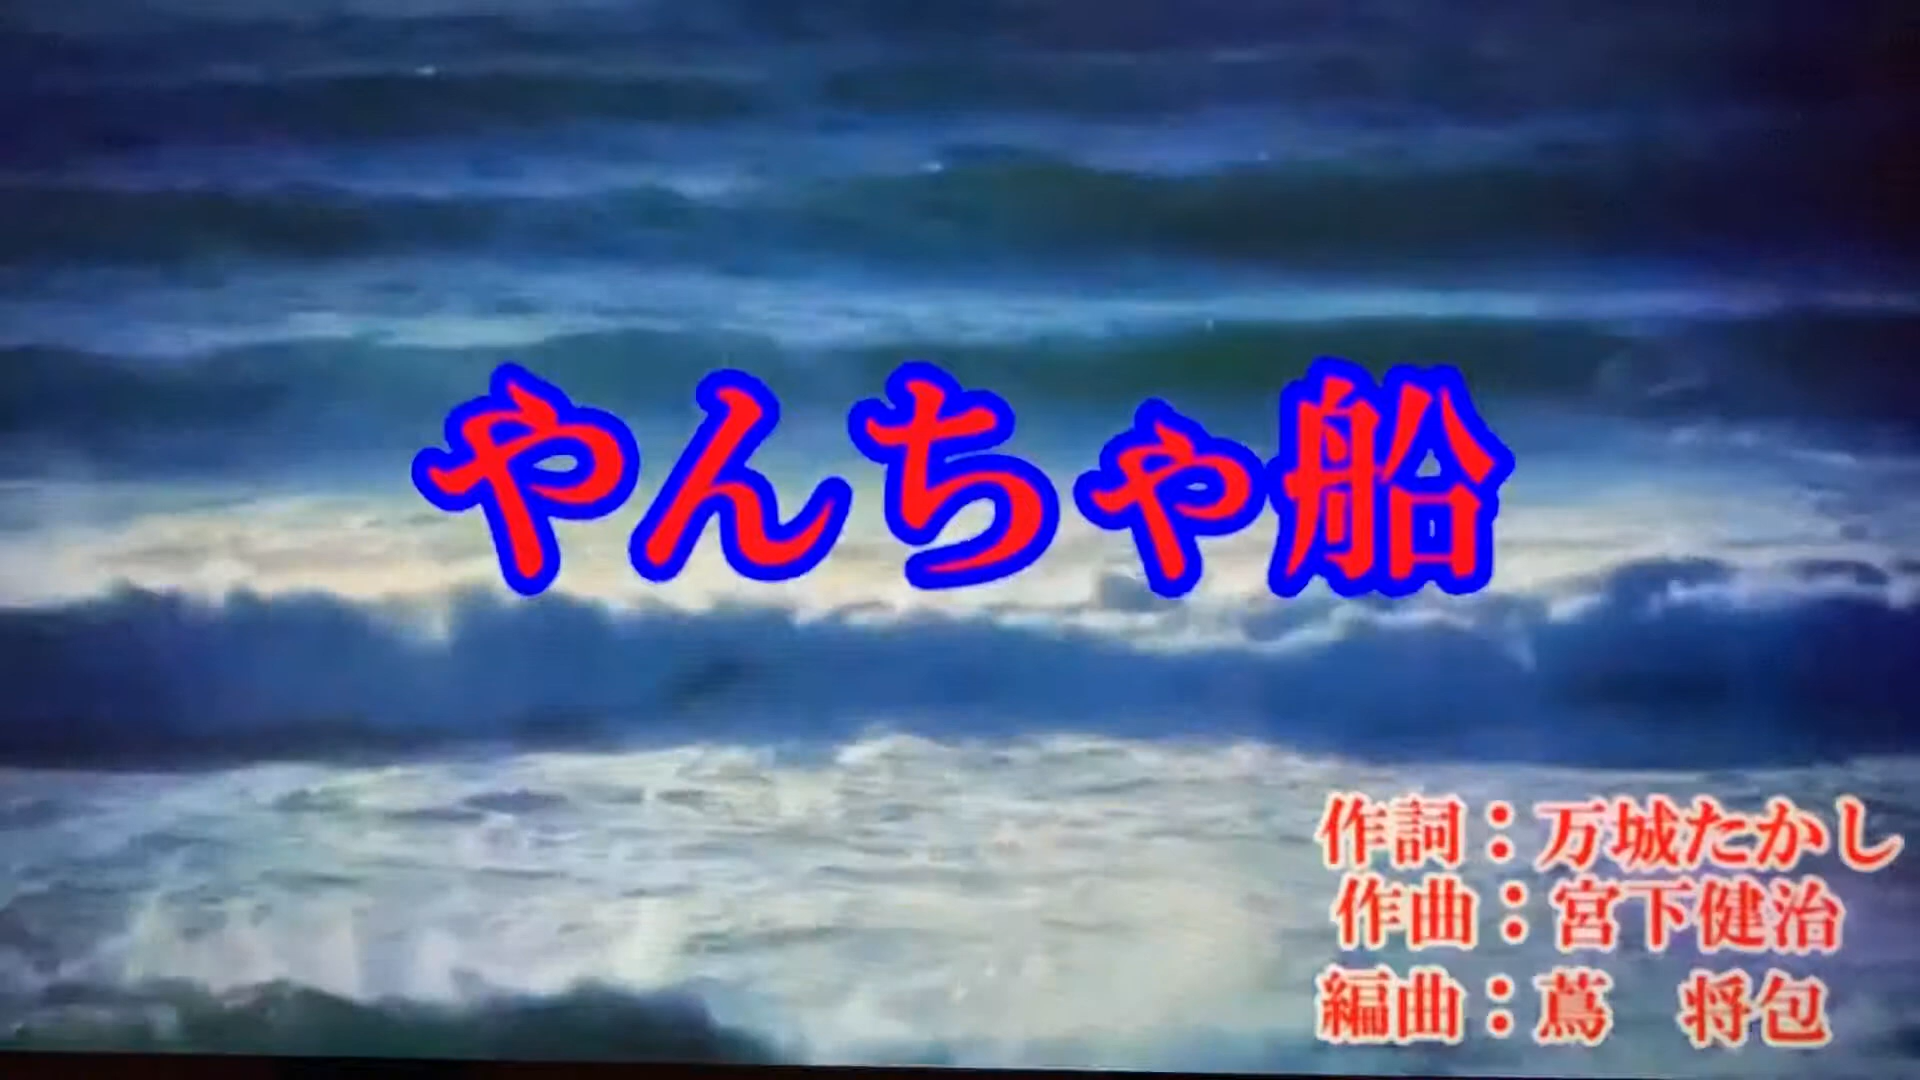 やんちゃ船
作詞：万城たかし
作曲：宮下健治
編曲：蔦　将包